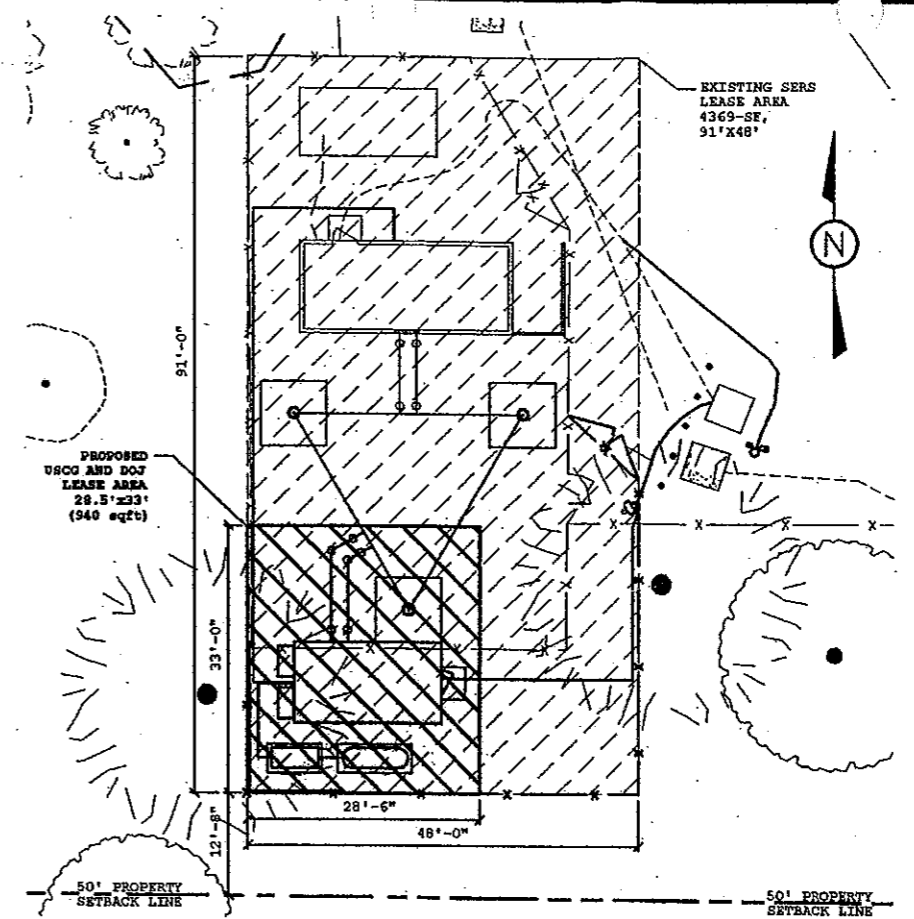 EXISTING SERS
LEASE AREA
4369-SF,
91'X48'
N
91'-0"
PROPOSED
USCG AND DOJ
LEASE AREA
28.5'x33'
(940 sqft)
33'-0"
28'-6"
48'-0"
12'-8"
50' PROPERTY
SETBACK LINE
50' PROPERTY
SETBACK LINE